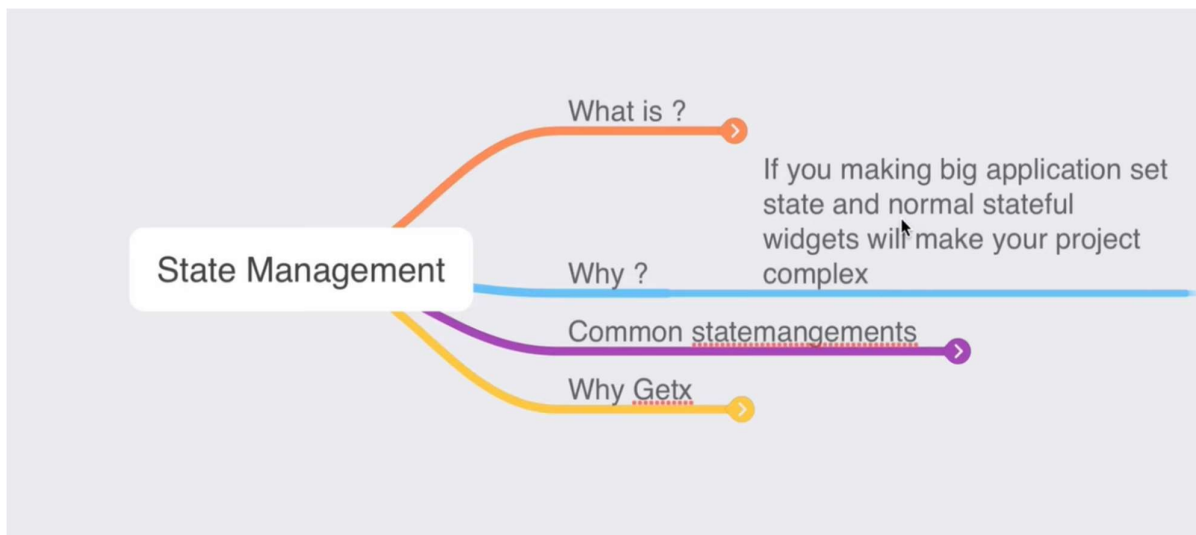 State Management
What is ?
Why ?
If you making big application set
state and normal stateful
widgets will make your project
complex
Common statemangements
Why Getx